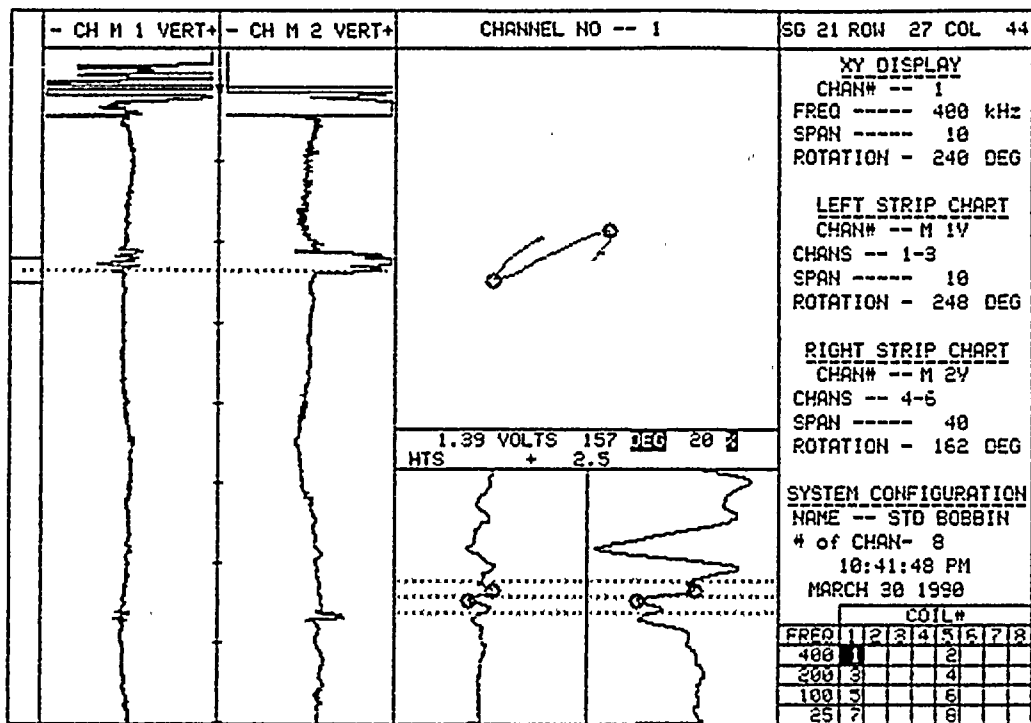 - CH M 1 VERT+
- CH M 2 VERT+
CHANNEL NO -- 1
SG 21 ROW 27 COL 44
XY DISPLAY
CHAN# -- 1
FREQ ----- 400 kHz
SPAN ----- 10
ROTATION - 240 DEG
LEFT STRIP CHART
CHAN# -- M 1V
CHANS -- 1-3
SPAN ----- 10
ROTATION - 248 DEG
RIGHT STRIP CHART
CHAN# -- M 2V
CHANS -- 4-6
SPAN ----- 40
ROTATION - 162 DEG
1.39 VOLTS 157 DEG 20 %
HTS + 2.5
SYSTEM CONFIGURATION
NAME -- STD BOBBIN
# of CHAN- 8
10:41:48 PM
MARCH 30 1990
COIL#
FREQ 1 2 3 4 5 6 7 8
400 1 2
200 3 4
100 5 6
25 7 8